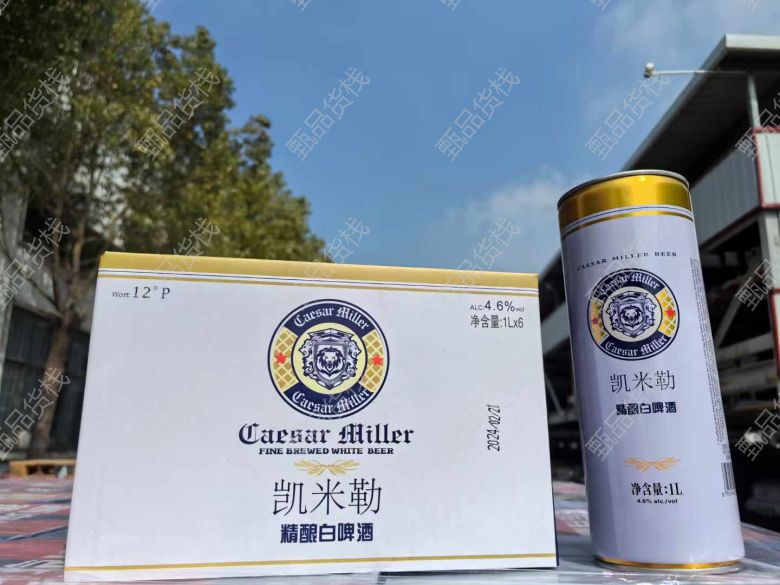 甄品货栈
Wort: 12°P
ALC:4.6%vol
净含量:1Lx6
Caesar Miller
Caesar Miller
Caesar Miller
FINE BREWED WHITE BEER
凯米勒
精酿白啤酒
2024/02/21
CAESAR MILLER BEER
Caesar Miller
Caesar Miller
凯米勒
精酿白啤酒
净含量:1L
4.6% alc./vol